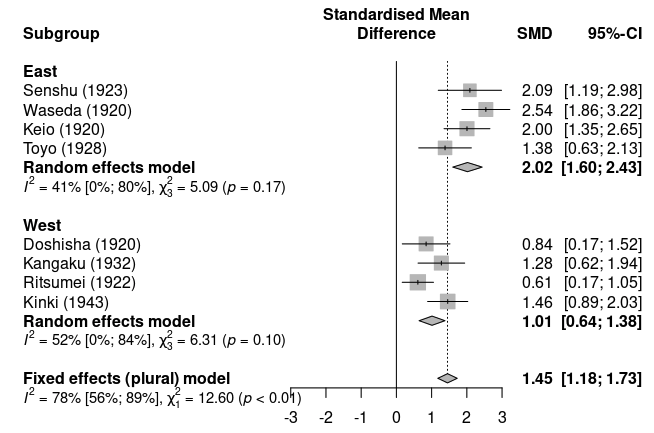 Standardised Mean
Subgroup Difference SMD 95%-CI
East
Senshu (1923) 2.09 [1.19; 2.98]
Waseda (1920) 2.54 [1.86; 3.22]
Keio (1920) 2.00 [1.35; 2.65]
Toyo (1928) 1.38 [0.63; 2.13]
Random effects model 2.02 [1.60; 2.43]
I² = 41% [0%; 80%], χ²₃ = 5.09 (p = 0.17)
West
Doshisha (1920) 0.84 [0.17; 1.52]
Kangaku (1932) 1.28 [0.62; 1.94]
Ritsumei (1922) 0.61 [0.17; 1.05]
Kinki (1943) 1.46 [0.89; 2.03]
Random effects model 1.01 [0.64; 1.38]
I² = 52% [0%; 84%], χ²₃ = 6.31 (p = 0.10)
Fixed effects (plural) model 1.45 [1.18; 1.73]
I² = 78% [56%; 89%], χ²₁ = 12.60 (p < 0.01)
-3 -2 -1 0 1 2 3